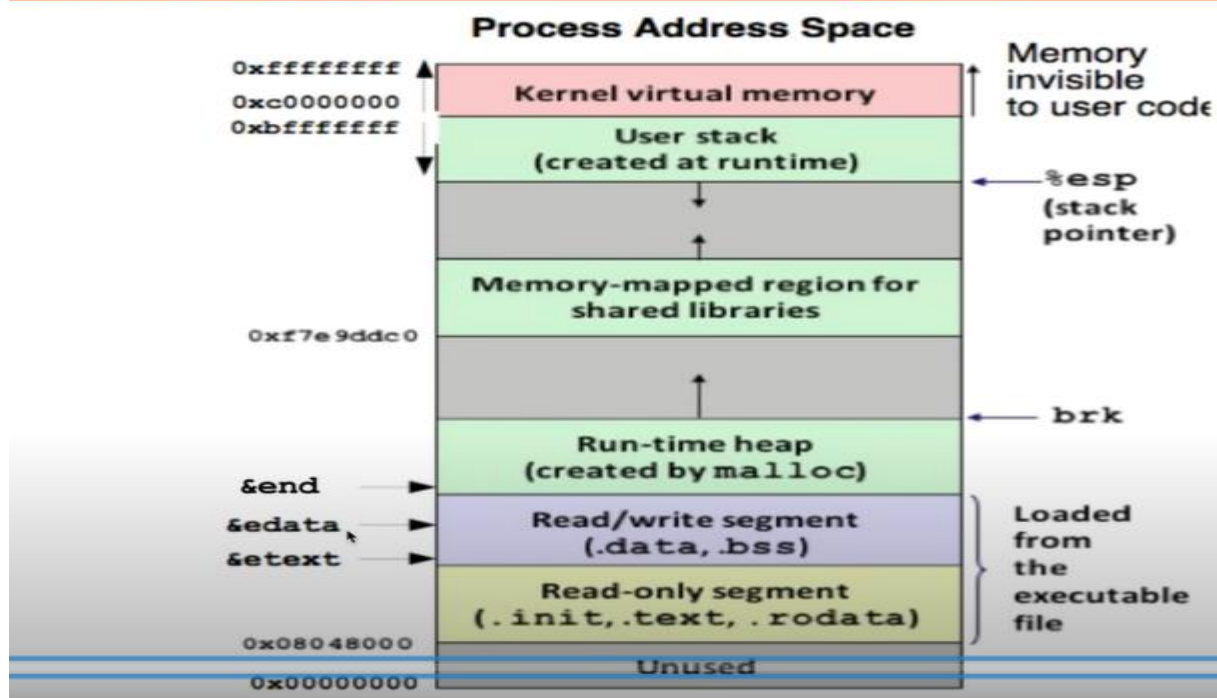 Process Address Space
0xffffffff
0xc0000000
0xbfffffff
Kernel virtual memory
Memory
invisible
to user code
User stack
(created at runtime)
%esp
(stack
pointer)
Memory-mapped region for
shared libraries
0xf7e9ddc0
brk
Run-time heap
(created by malloc)
&end
&edata
&etext
Read/write segment
(.data, .bss)
Read-only segment
(.init, .text, .rodata)
Loaded
from
the
executable
file
0x08048000
Unused
0x00000000